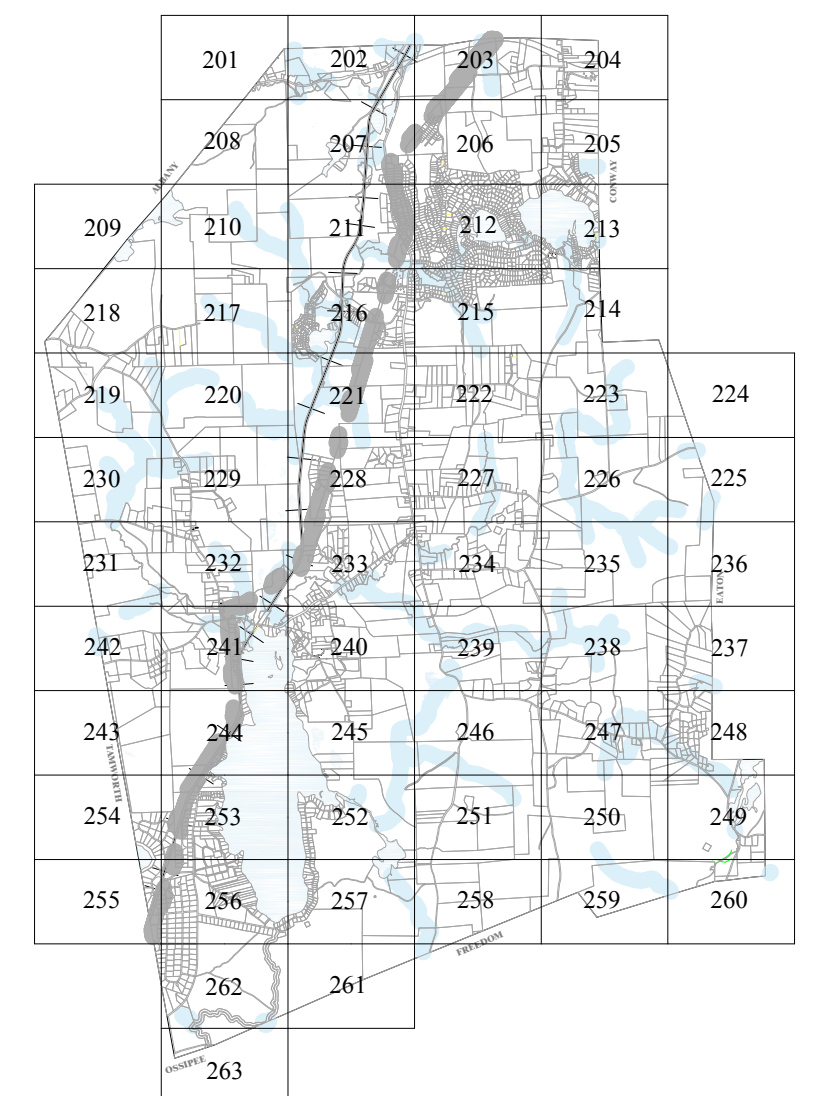 201 202 203 204
208 207 206 205
ALBANY
CONWAY
209 210 211 212 213
218 217 216 215 214
219 220 221 222 223 224
230 229 228 227 226 225
231 232 233 234 235 236
EATON
242 241 240 239 238 237
243 244 245 246 247 248
TAMWORTH
254 253 252 251 250 249
255 256 257 258 259 260
FREEDOM
262 261
OSSIPEE
263